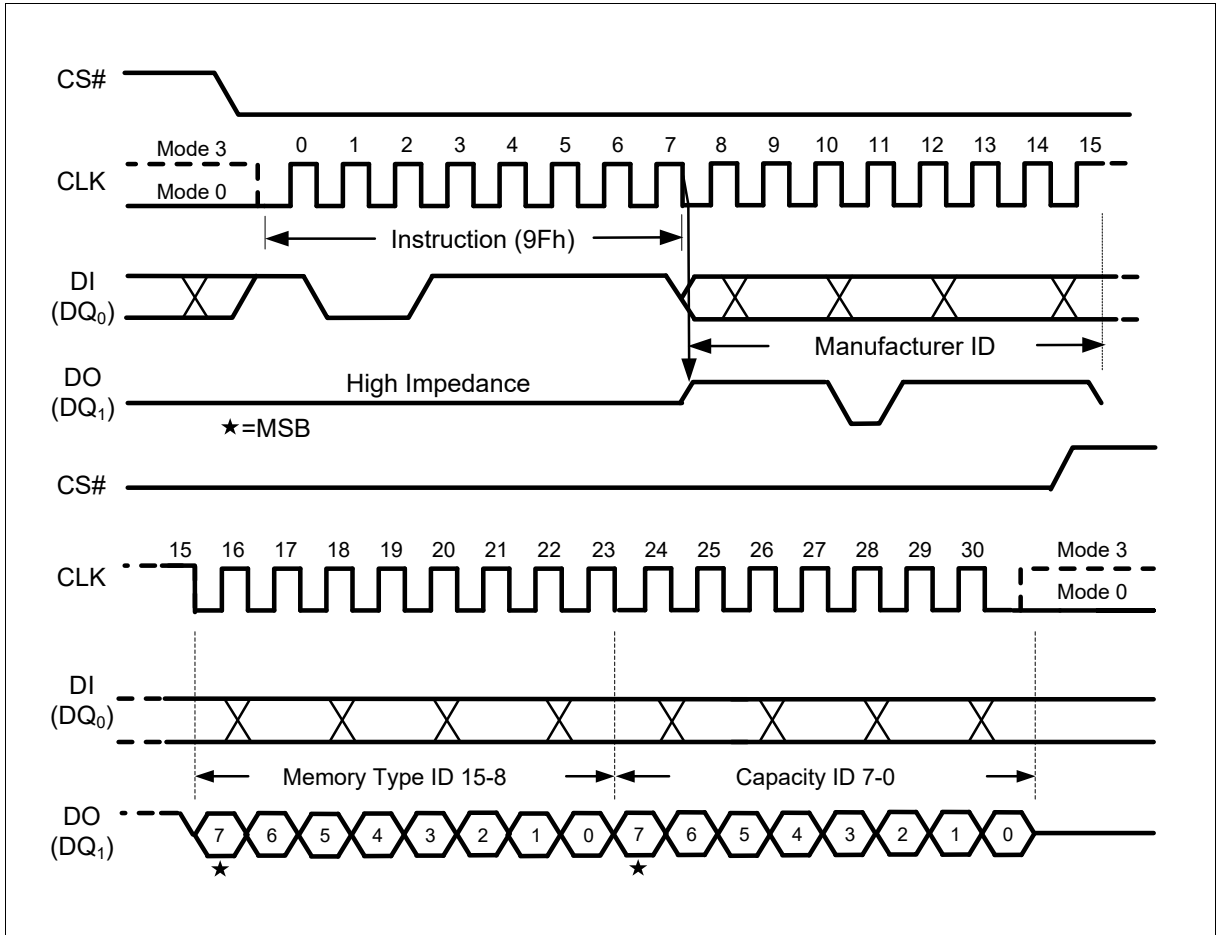 CS#
Mode 3
0 1 2 3 4 5 6 7 8 9 10 11 12 13 14 15
CLK
Mode 0
Instruction (9Fh)
DI
(DQ0)
Manufacturer ID
DO
(DQ1)
High Impedance
★=MSB
CS#
15 16 17 18 19 20 21 22 23 24 25 26 27 28 29 30
Mode 3
CLK
Mode 0
DI
(DQ0)
Memory Type ID 15-8
Capacity ID 7-0
DO
(DQ1)
7 6 5 4 3 2 1 0 7 6 5 4 3 2 1 0
★ ★